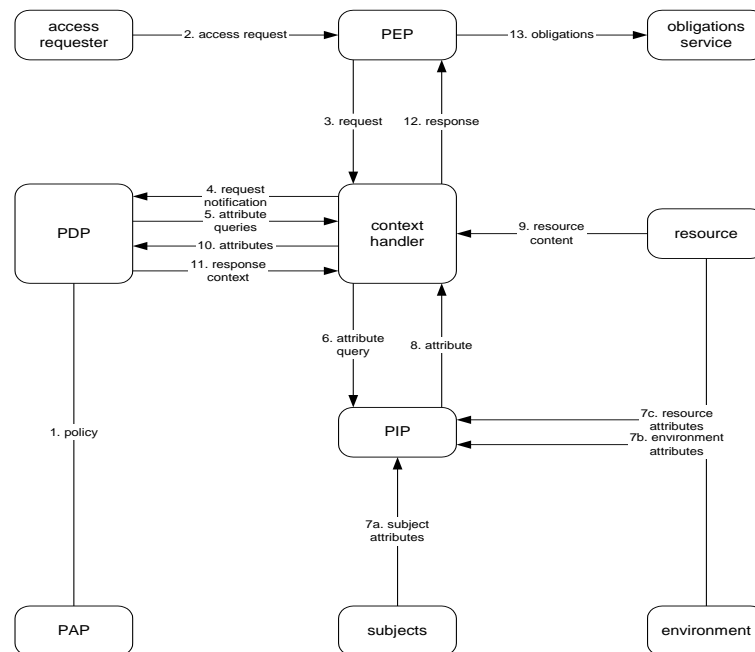 access
requester
2. access request
PEP
13. obligations
obligations
service
3. request
12. response
PDP
4. request
notification
5. attribute
queries
10. attributes
11. response
context
context
handler
9. resource
content
resource
6. attribute
query
8. attribute
1. policy
PIP
7c. resource
attributes
7b. environment
attributes
7a. subject
attributes
PAP
subjects
environment